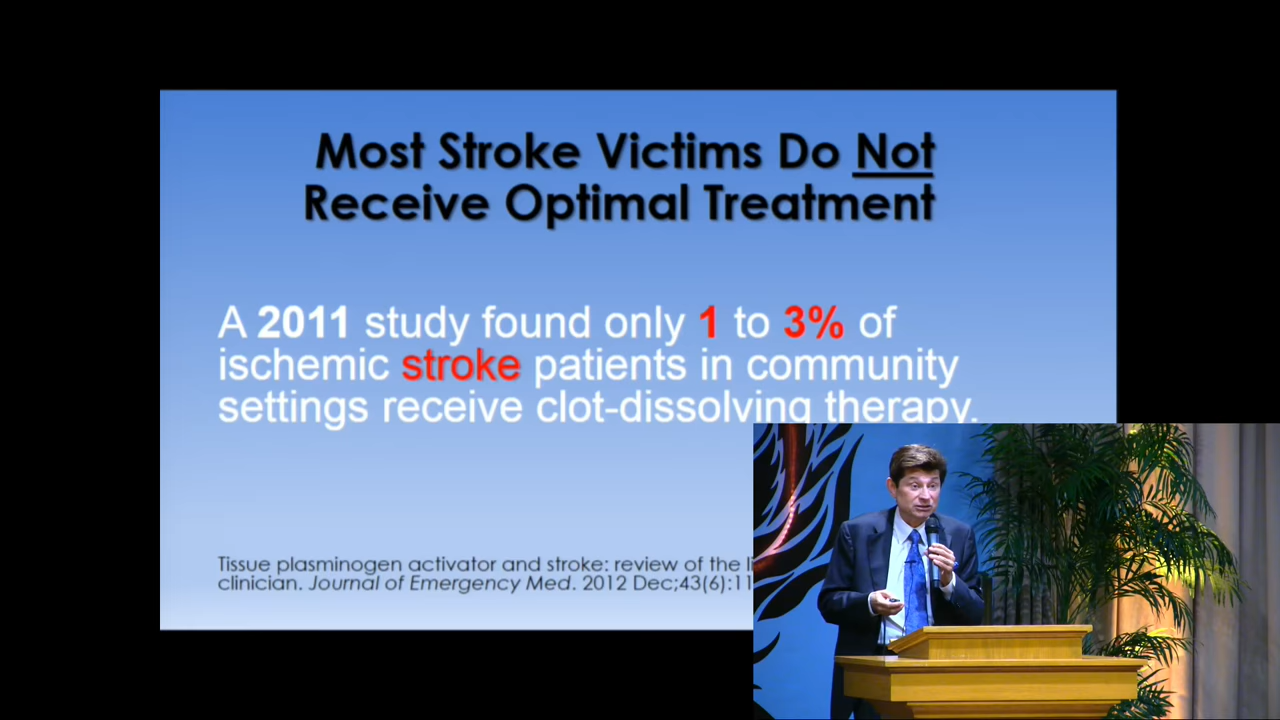 Most Stroke Victims Do Not
Receive Optimal Treatment
A 2011 study found only 1 to 3% of
ischemic stroke patients in community
settings receive clot-dissolving therapy.
Tissue plasminogen activator and stroke: review of the
clinician. Journal of Emergency Med. 2012 Dec;43(6):11